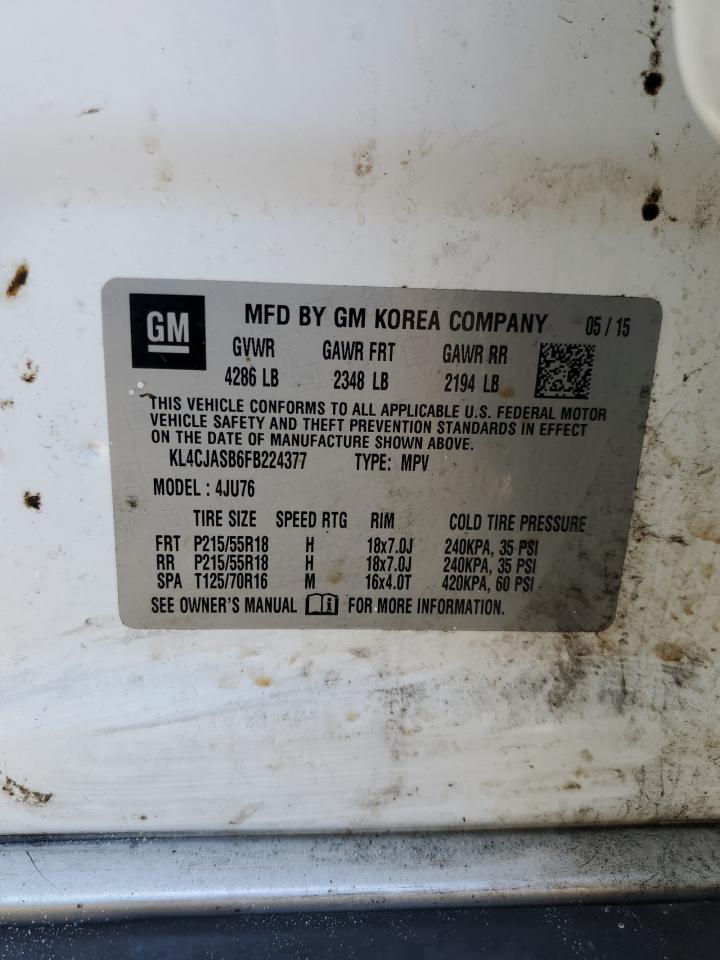 GM MFD BY GM KOREA COMPANY 05 / 15
GVWR GAWR FRT GAWR RR
4286 LB 2348 LB 2194 LB
THIS VEHICLE CONFORMS TO ALL APPLICABLE U.S. FEDERAL MOTOR
VEHICLE SAFETY AND THEFT PREVENTION STANDARDS IN EFFECT
ON THE DATE OF MANUFACTURE SHOWN ABOVE.
KL4CJASB6FB224377 TYPE: MPV
MODEL : 4JU76
TIRE SIZE SPEED RTG RIM COLD TIRE PRESSURE
FRT P215/55R18 H 18x7.0J 240KPA, 35 PSI
RR P215/55R18 H 18x7.0J 240KPA, 35 PSI
SPA T125/70R16 M 16x4.0T 420KPA, 60 PSI
SEE OWNER'S MANUAL i FOR MORE INFORMATION.